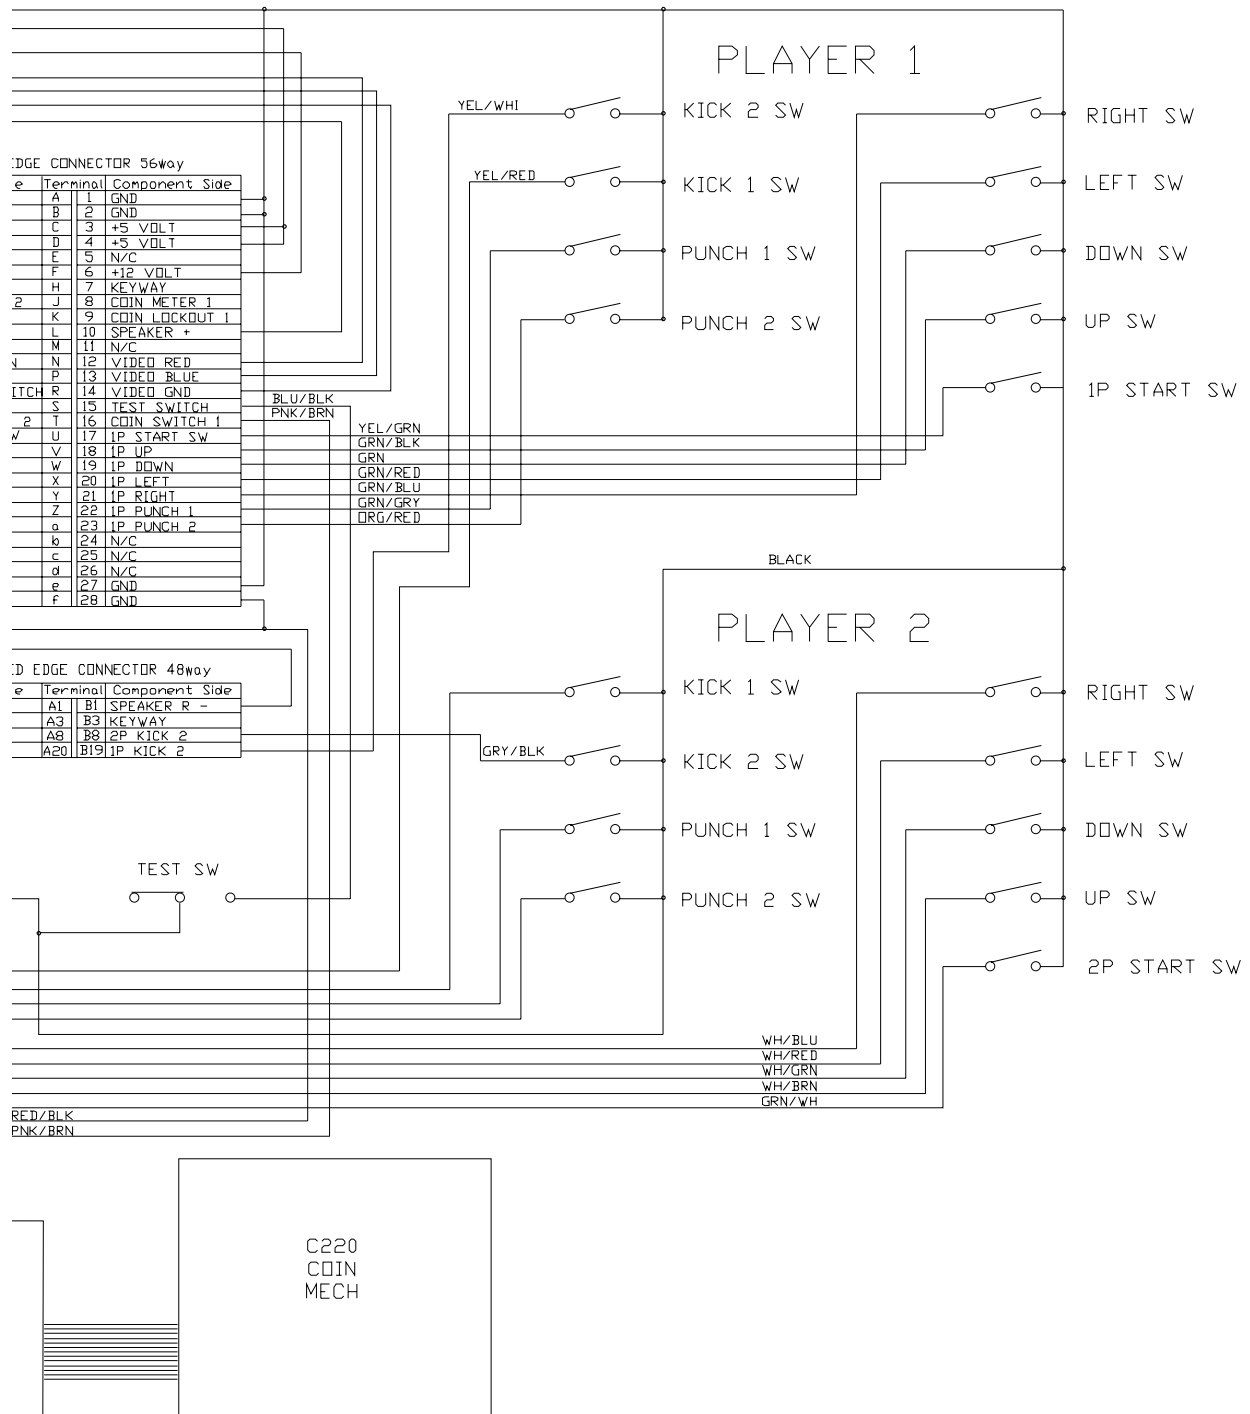 PLAYER 1
YEL/WHI
KICK 2 SW
RIGHT SW
YEL/RED
KICK 1 SW
LEFT SW
PUNCH 1 SW
DOWN SW
PUNCH 2 SW
UP SW
1P START SW
EDGE CONNECTOR 56way
e Terminal Component Side
A 1 GND
B 2 GND
C 3 +5 VOLT
D 4 +5 VOLT
E 5 N/C
F 6 +12 VOLT
H 7 KEYWAY
2 J 8 COIN METER 1
K 9 COIN LOCKOUT 1
L 10 SPEAKER +
M 11 N/C
N N 12 VIDEO RED
P 13 VIDEO BLUE
ITCH R 14 VIDEO GND
S 15 TEST SWITCH
2 T 16 COIN SWITCH 1
W U 17 1P START SW
V 18 1P UP
W 19 1P DOWN
X 20 1P LEFT
Y 21 1P RIGHT
Z 22 1P PUNCH 1
a 23 1P PUNCH 2
b 24 N/C
c 25 N/C
d 26 N/C
e 27 GND
f 28 GND
BLU/BLK
PNK/BRN
YEL/GRN
GRN/BLK
GRN
GRN/RED
GRN/BLU
GRN/GRY
ORG/RED
BLACK
PLAYER 2
ED EDGE CONNECTOR 48way
e Terminal Component Side
A1 B1 SPEAKER R -
A3 B3 KEYWAY
A8 B8 2P KICK 2
A20 B19 1P KICK 2
KICK 1 SW
RIGHT SW
GRY/BLK
KICK 2 SW
LEFT SW
PUNCH 1 SW
DOWN SW
TEST SW
PUNCH 2 SW
UP SW
2P START SW
WH/BLU
WH/RED
WH/GRN
WH/BRN
GRN/WH
RED/BLK
PNK/BRN
C220
COIN
MECH